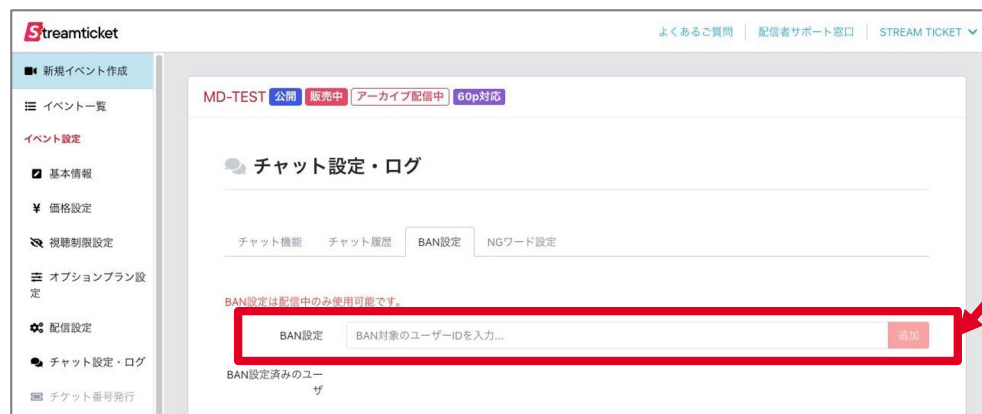 Streamticket
よくあるご質問 配信者サポート窓口 STREAM TICKET
新規イベント作成
イベント一覧
イベント設定
基本情報
価格設定
視聴制限設定
オプションプラン設
定
配信設定
チャット設定・ログ
チケット番号発行
MD-TEST 公開 販売中 アーカイブ配信中 60p対応
チャット設定・ログ
チャット機能 チャット履歴 BAN設定 NGワード設定
BAN設定は配信中のみ使用可能です。
BAN設定 BAN対象のユーザーIDを入力... 追加
BAN設定済みのユー
ザ